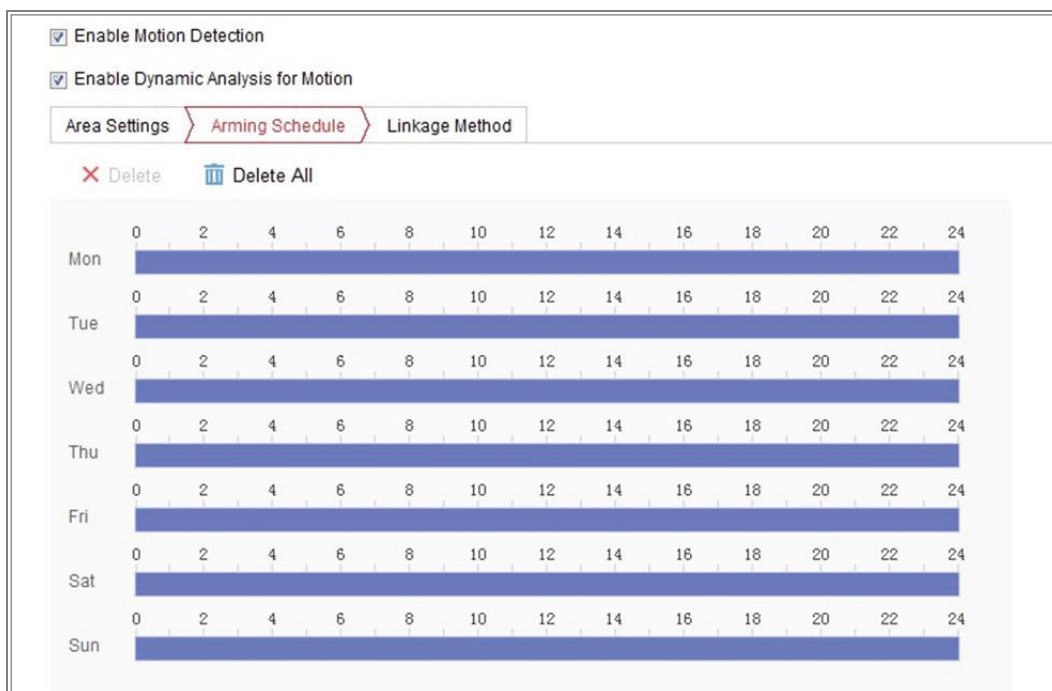 Enable Motion Detection
Enable Dynamic Analysis for Motion
Area Settings Arming Schedule Linkage Method
Delete Delete All
0 2 4 6 8 10 12 14 16 18 20 22 24
Mon
0 2 4 6 8 10 12 14 16 18 20 22 24
Tue
0 2 4 6 8 10 12 14 16 18 20 22 24
Wed
0 2 4 6 8 10 12 14 16 18 20 22 24
Thu
0 2 4 6 8 10 12 14 16 18 20 22 24
Fri
0 2 4 6 8 10 12 14 16 18 20 22 24
Sat
0 2 4 6 8 10 12 14 16 18 20 22 24
Sun